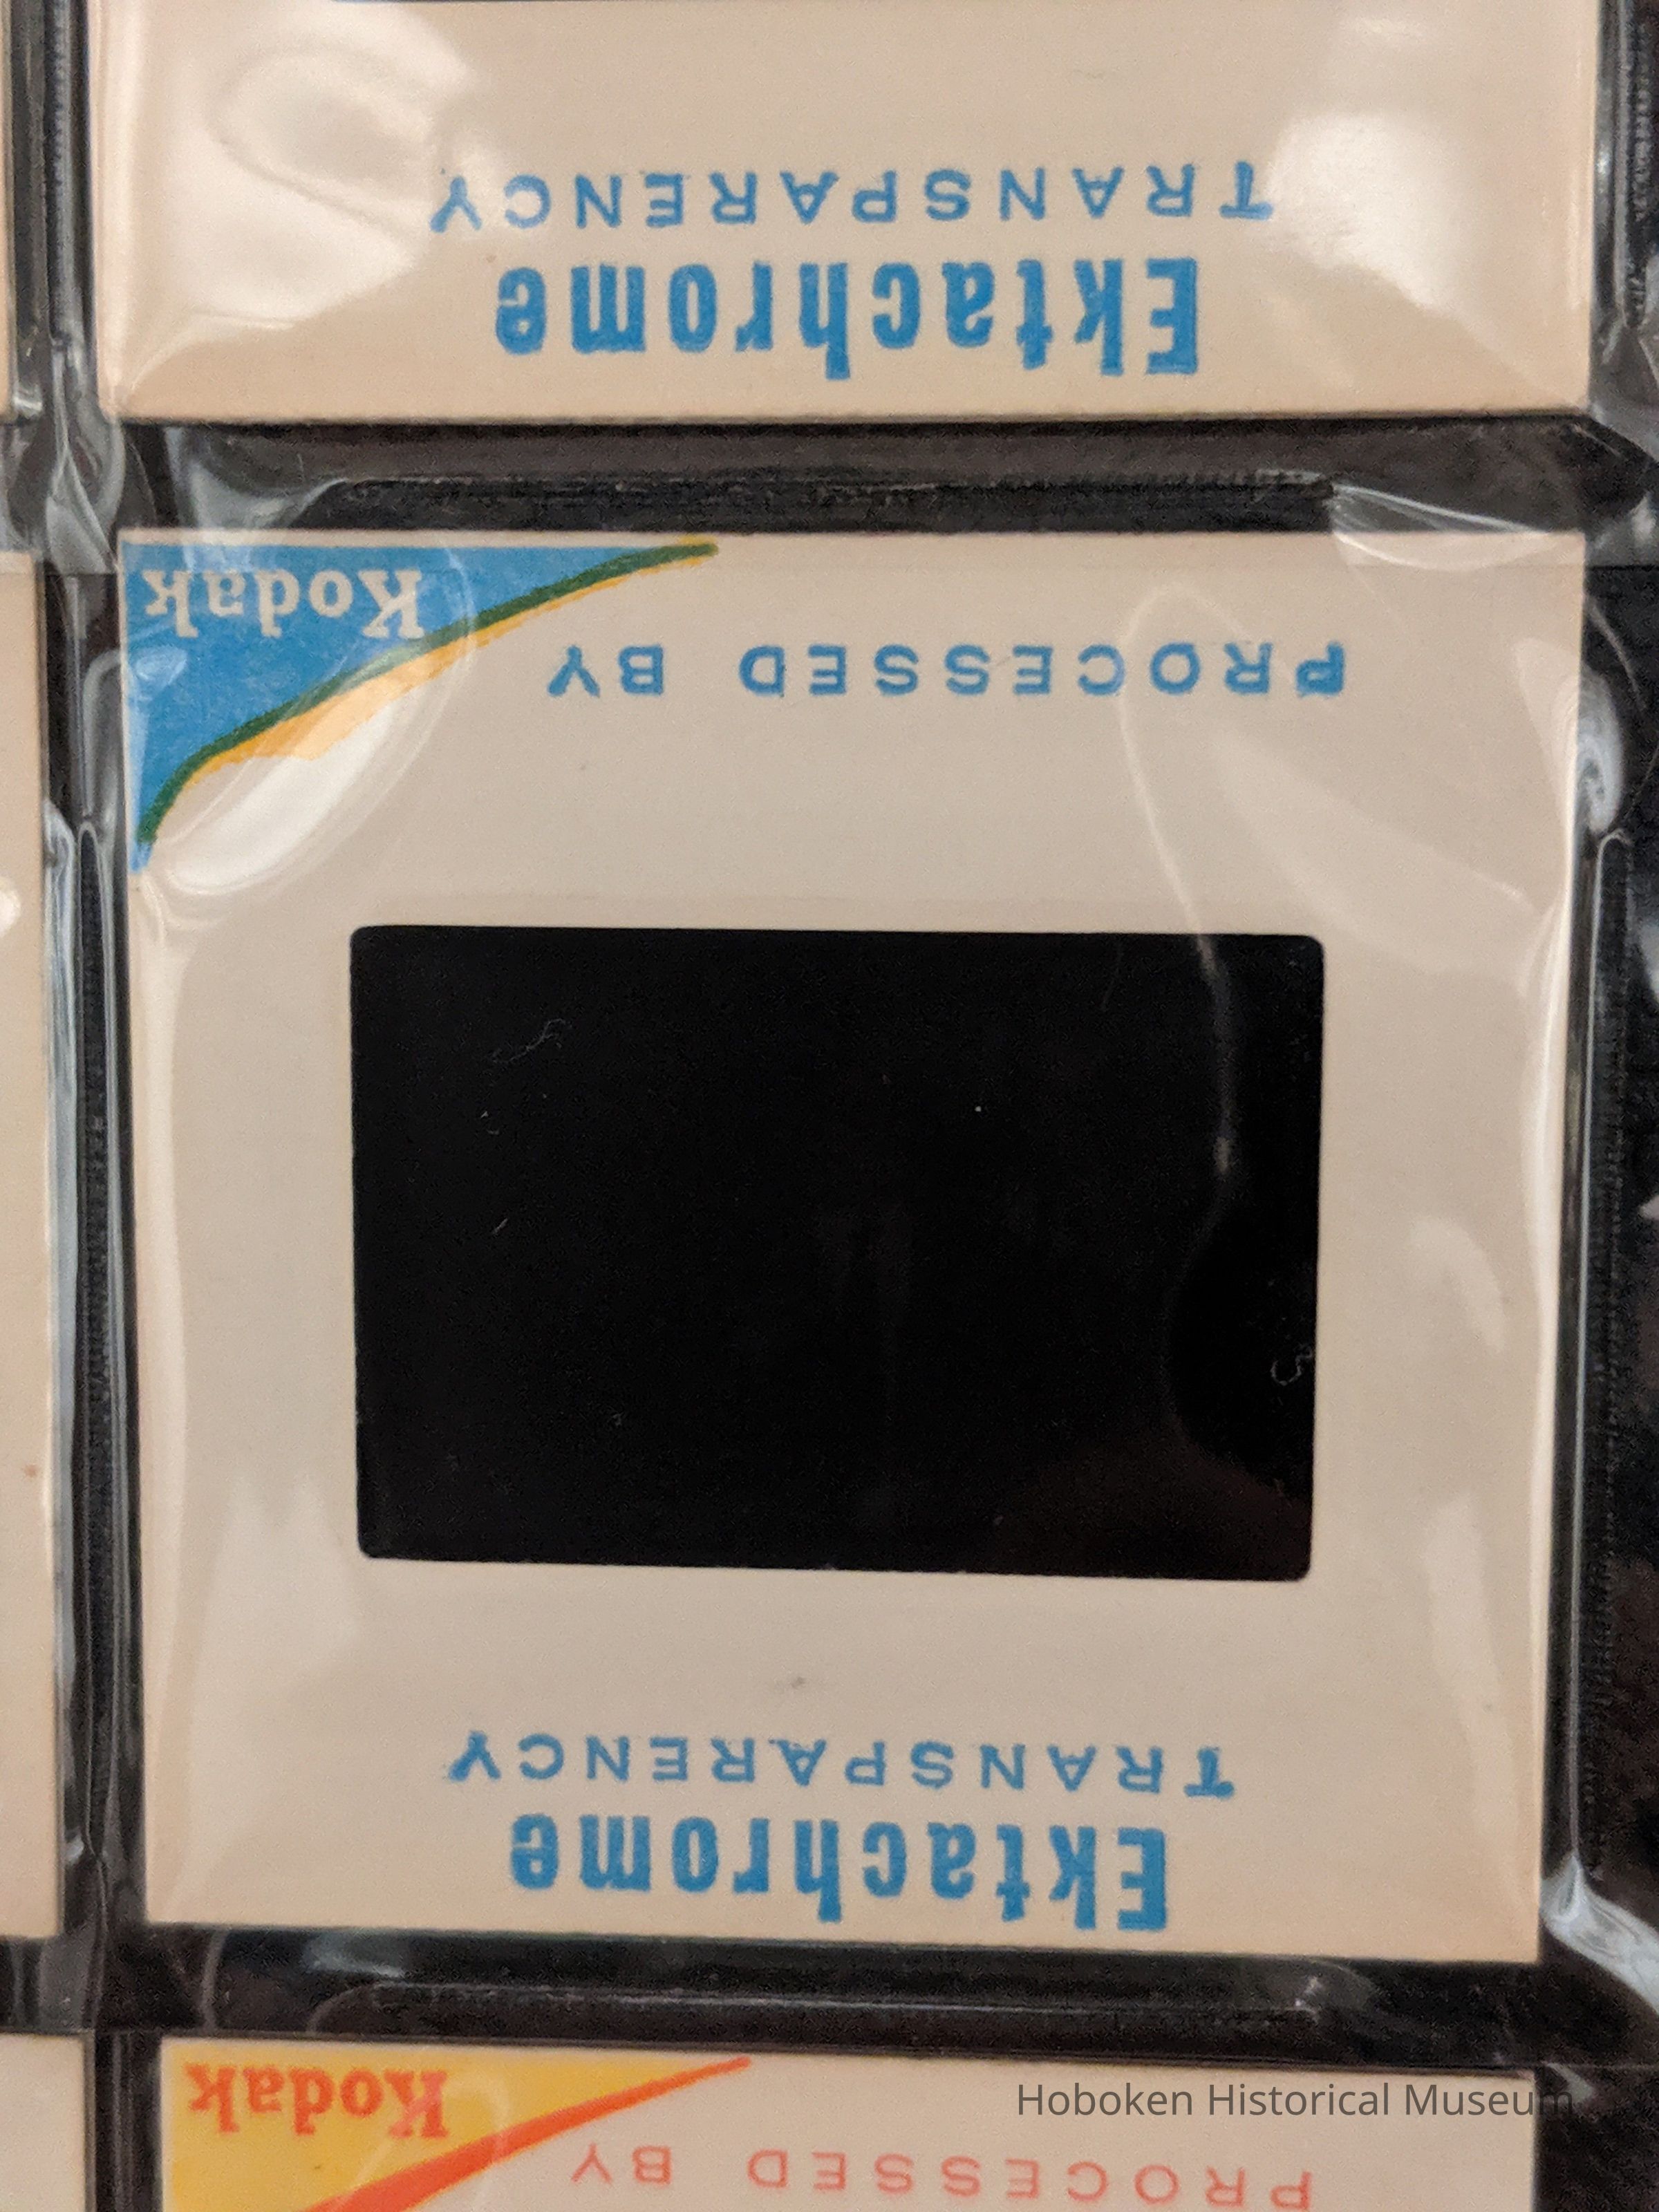 PROCESSED BY
Kodak
Ektachrome
TRANSPARENCY
PROCESSED BY
Kodak
Ektachrome
TRANSPARENCY
Hoboken Historical Museum